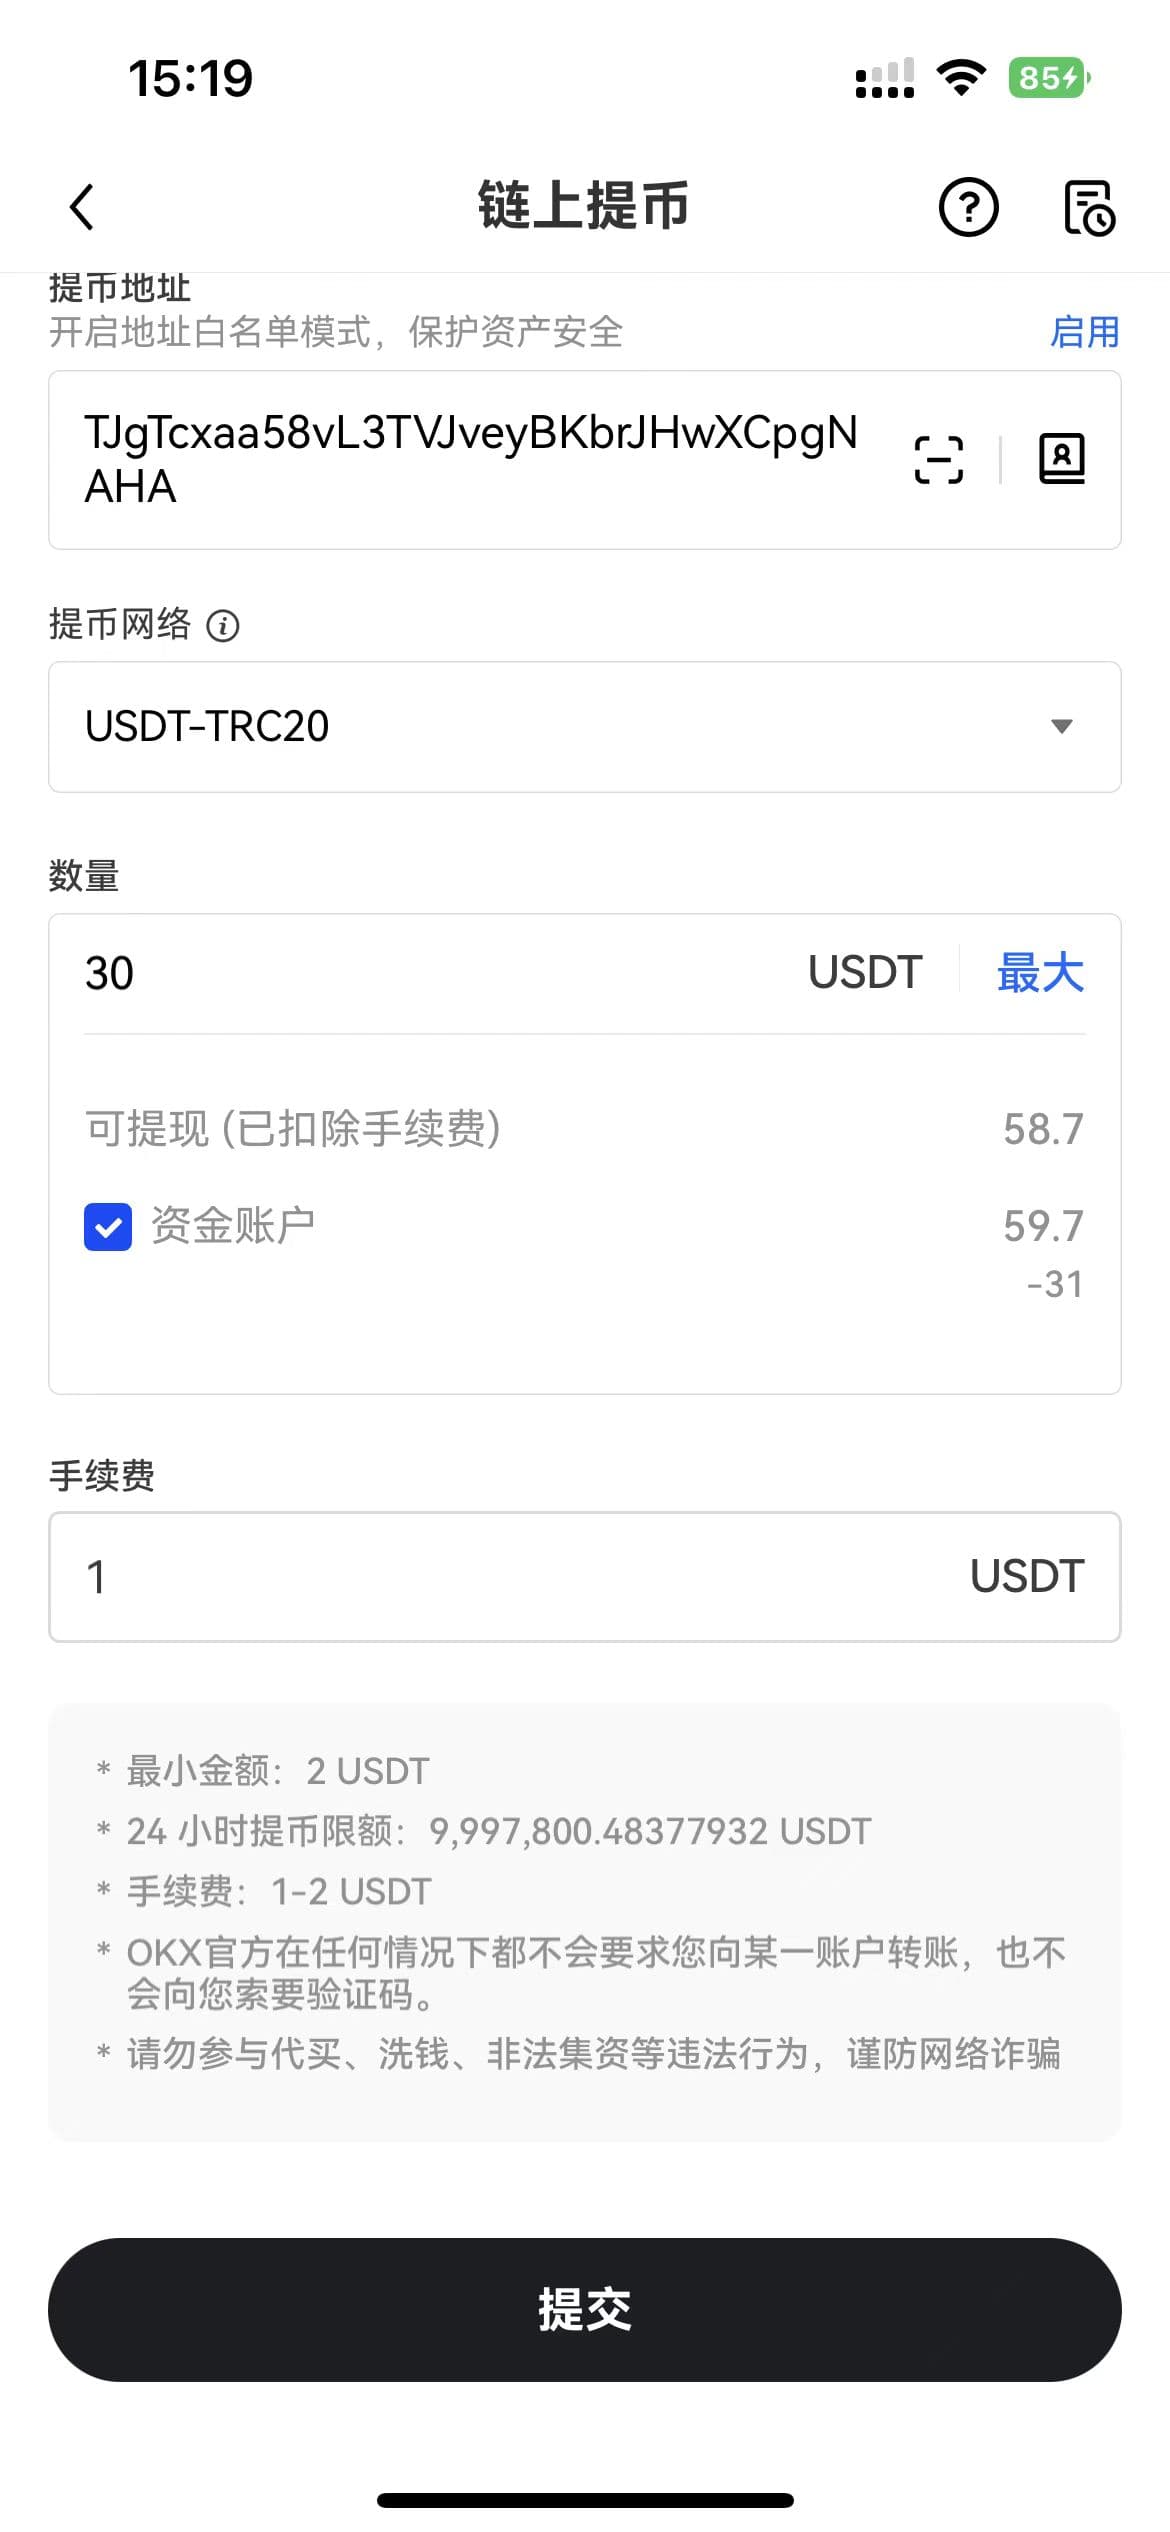 15:19
85
链上提币
提币地址
开启地址白名单模式，保护资产安全
启用
TJgTcxaa58vL3TVJveyBKbrJHwXCpgN
AHA
提币网络
USDT-TRC20
数量
30 USDT 最大
可提现 (已扣除手续费) 58.7
资金账户 59.7
-31
手续费
1 USDT
* 最小金额：2 USDT
* 24 小时提币限额：9,997,800.48377932 USDT
* 手续费：1-2 USDT
* OKX官方在任何情况下都不会要求您向某一账户转账，也不
会向您索要验证码。
* 请勿参与代买、洗钱、非法集资等违法行为，谨防网络诈骗
提交